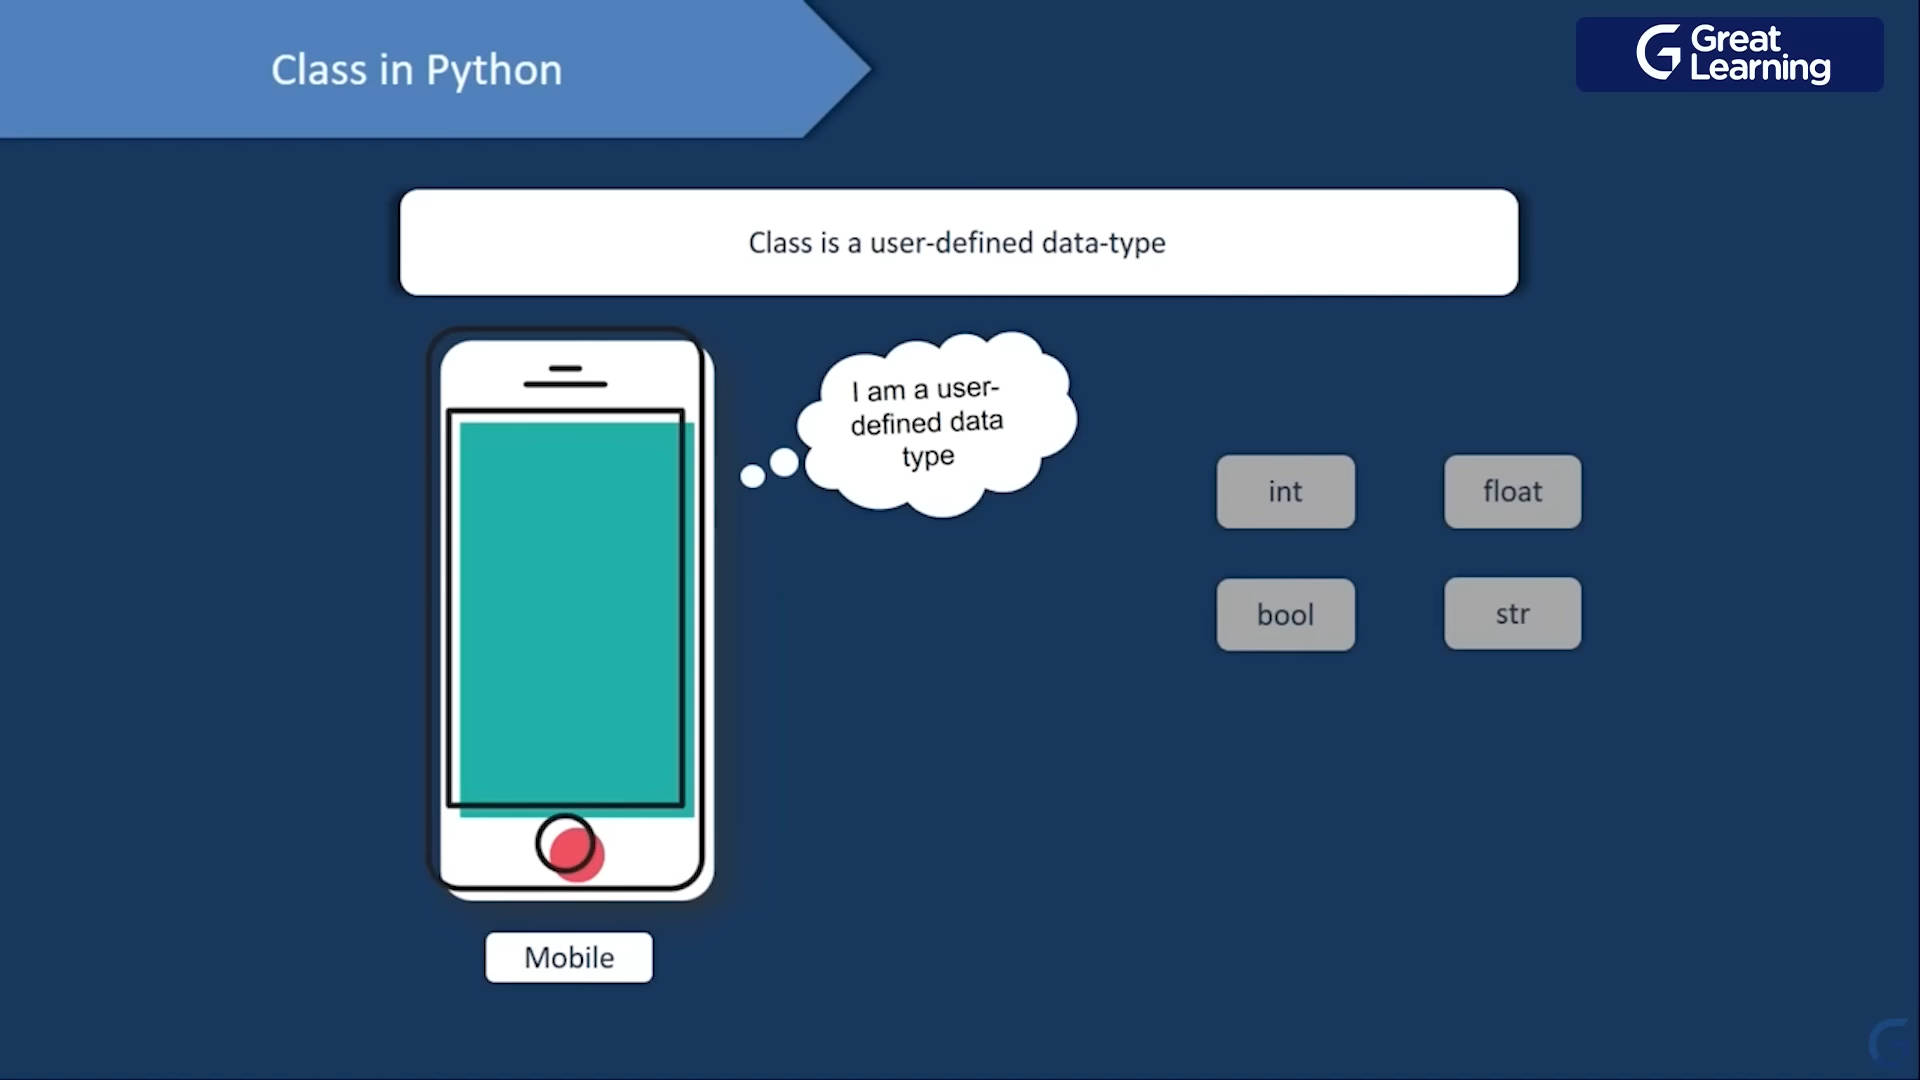 Class in Python
Great
Learning
Class is a user-defined data-type
I am a user-
defined data
type
int
float
bool
str
Mobile